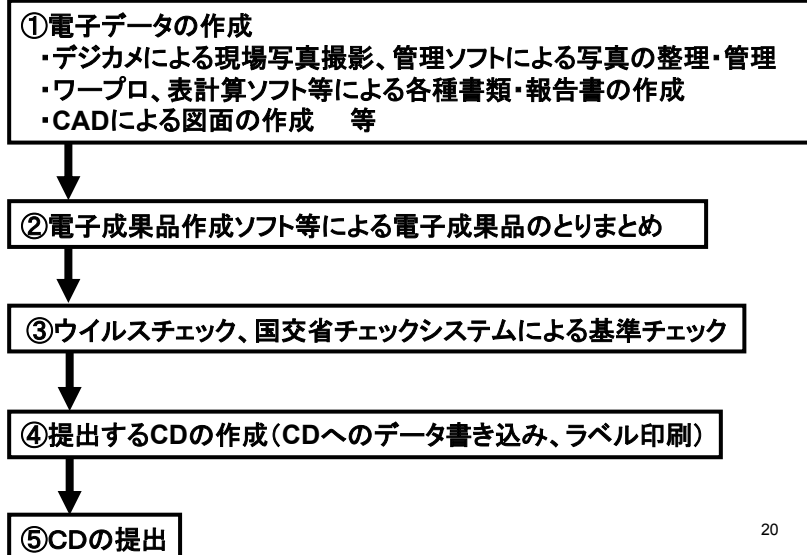 ①電子データの作成
・デジカメによる現場写真撮影、管理ソフトによる写真の整理・管理
・ワープロ、表計算ソフト等による各種書類・報告書の作成
・CADによる図面の作成　等
②電子成果品作成ソフト等による電子成果品のとりまとめ
③ウイルスチェック、国交省チェックシステムによる基準チェック
④提出するCDの作成（CDへのデータ書き込み、ラベル印刷）
⑤CDの提出
20